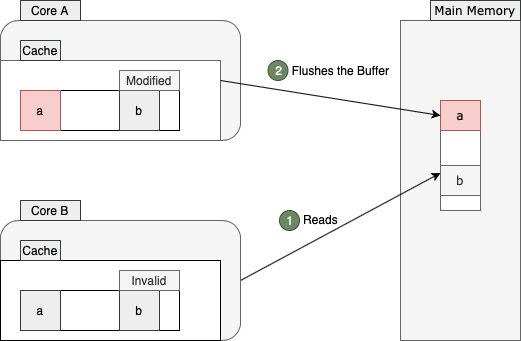 Core A
Main Memory
Cache
Modified
2 Flushes the Buffer
a
b
a
b
Core B
1 Reads
Cache
Invalid
a
b